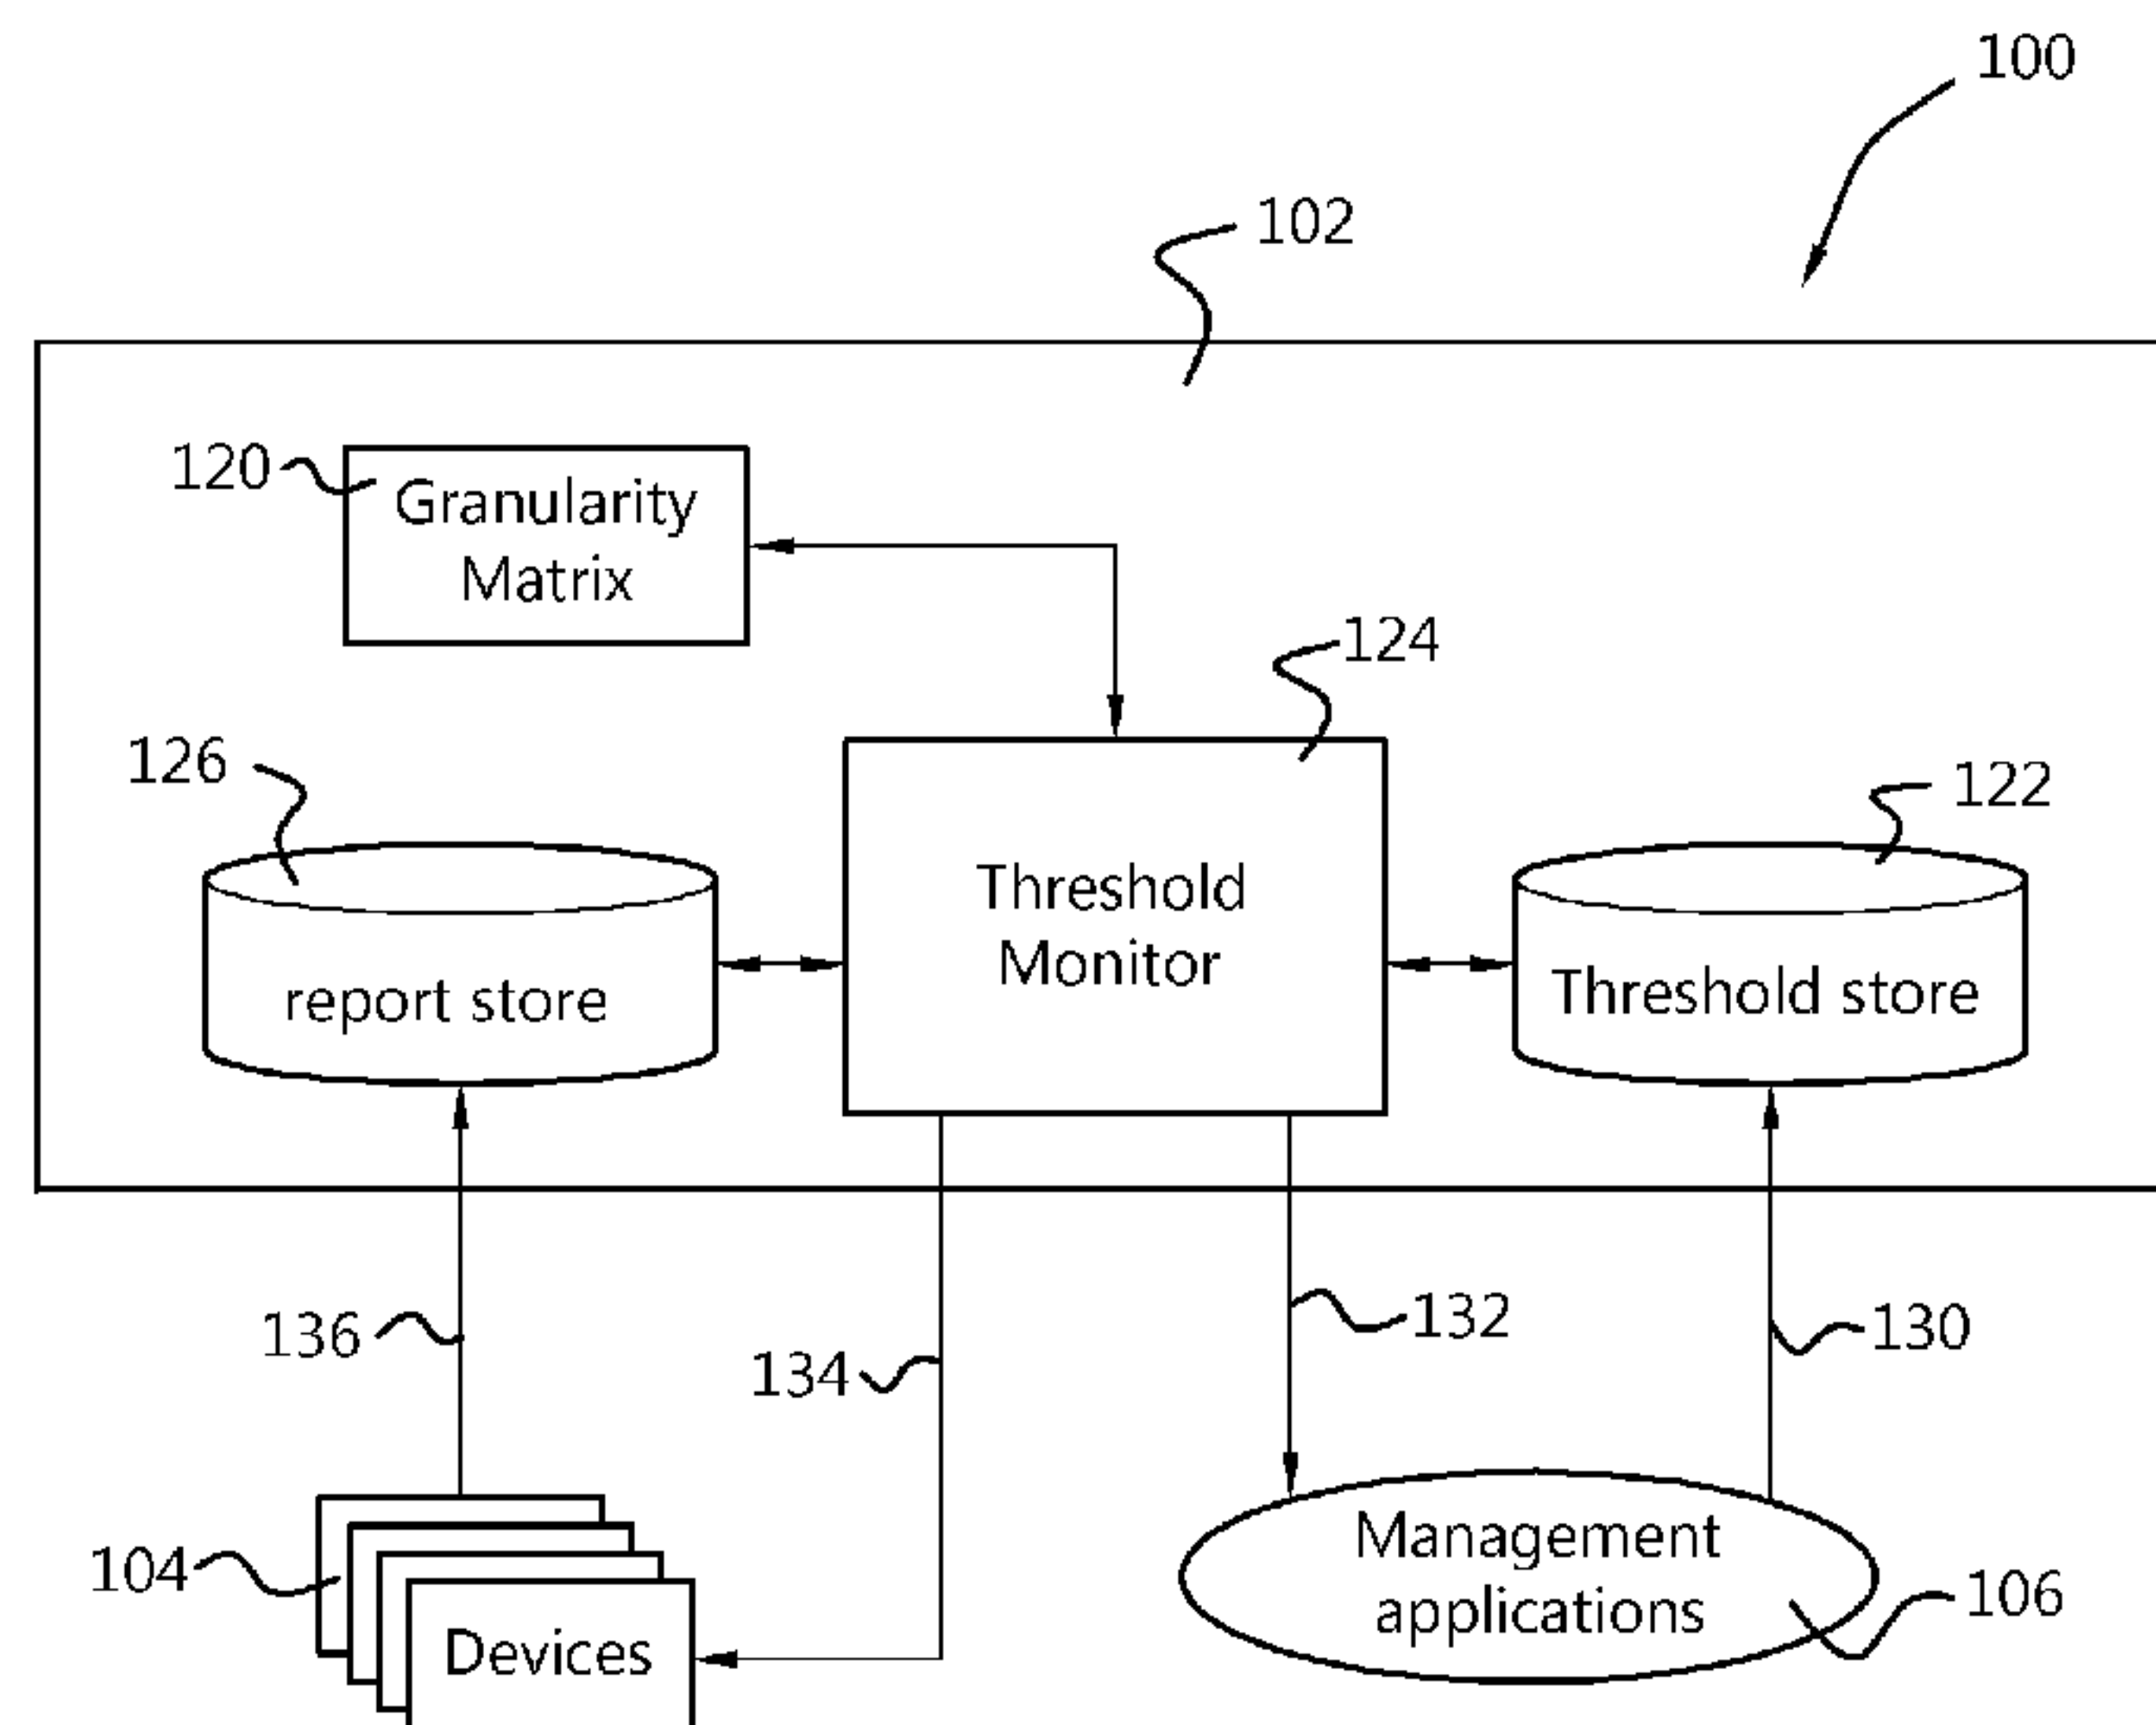 100
102
120
Granularity
Matrix
124
126
122
Threshold
Monitor
report store
Threshold store
136
134
132
130
104
Devices
Management
applications
106